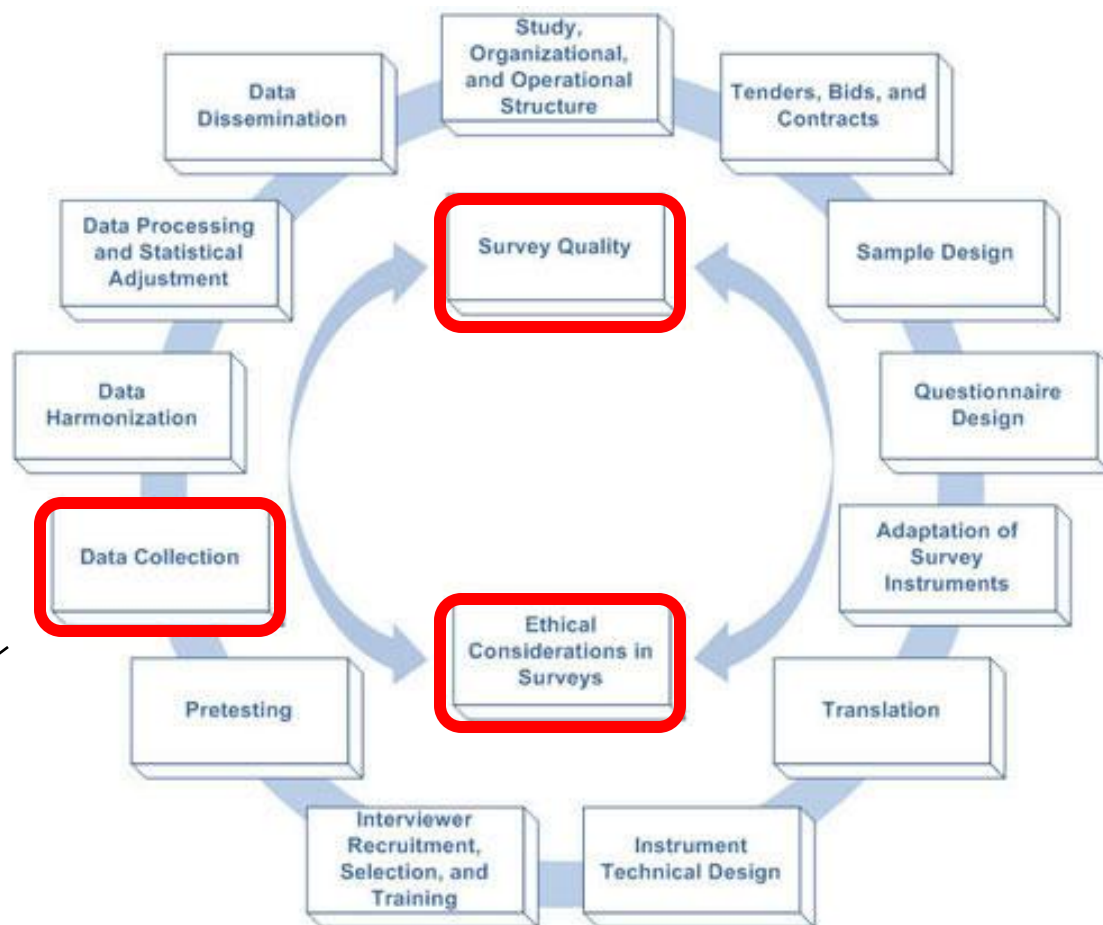 Study,
Organizational,
and Operational
Structure
Tenders, Bids, and
Contracts
Sample Design
Questionnaire
Design
Adaptation of
Survey
Instruments
Translation
Instrument
Technical Design
Interviewer
Recruitment,
Selection, and
Training
Pretesting
Data Collection
Data
Harmonization
Data Processing
and Statistical
Adjustment
Data
Dissemination
Survey Quality
Ethical
Considerations in
Surveys